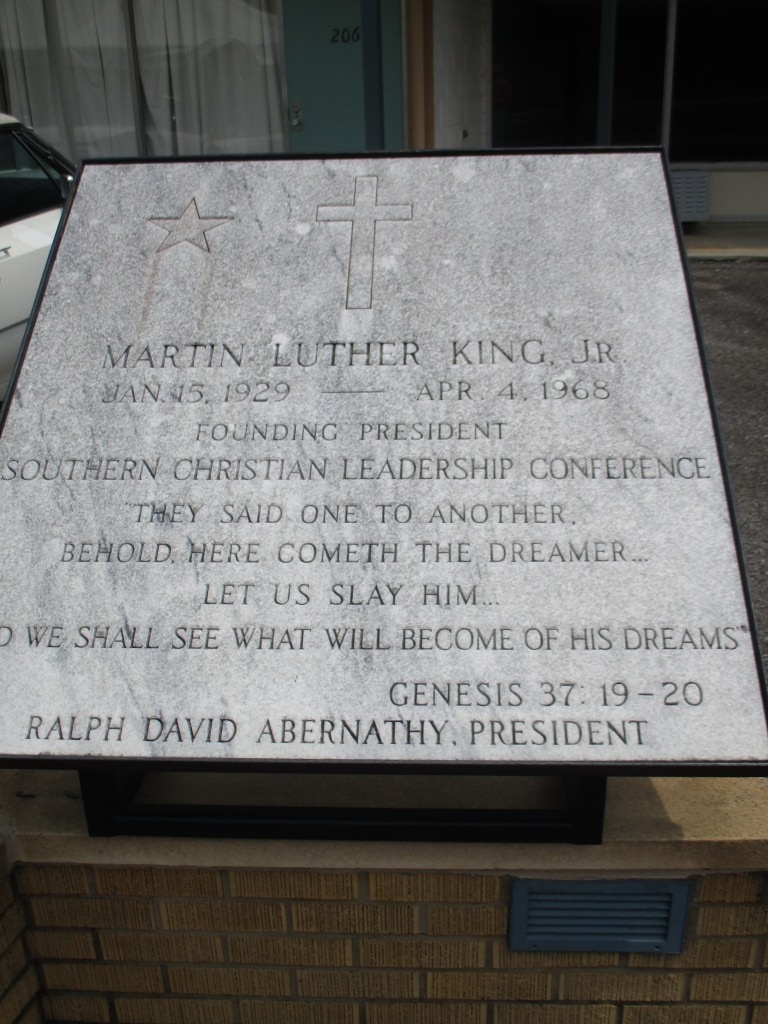 206
MARTIN LUTHER KING, JR.
JAN. 15, 1929 — APR. 4, 1968
FOUNDING PRESIDENT
SOUTHERN CHRISTIAN LEADERSHIP CONFERENCE
"THEY SAID ONE TO ANOTHER,
BEHOLD, HERE COMETH THE DREAMER...
LET US SLAY HIM...
D WE SHALL SEE WHAT WILL BECOME OF HIS DREAMS"
GENESIS 37: 19-20
RALPH DAVID ABERNATHY, PRESIDENT